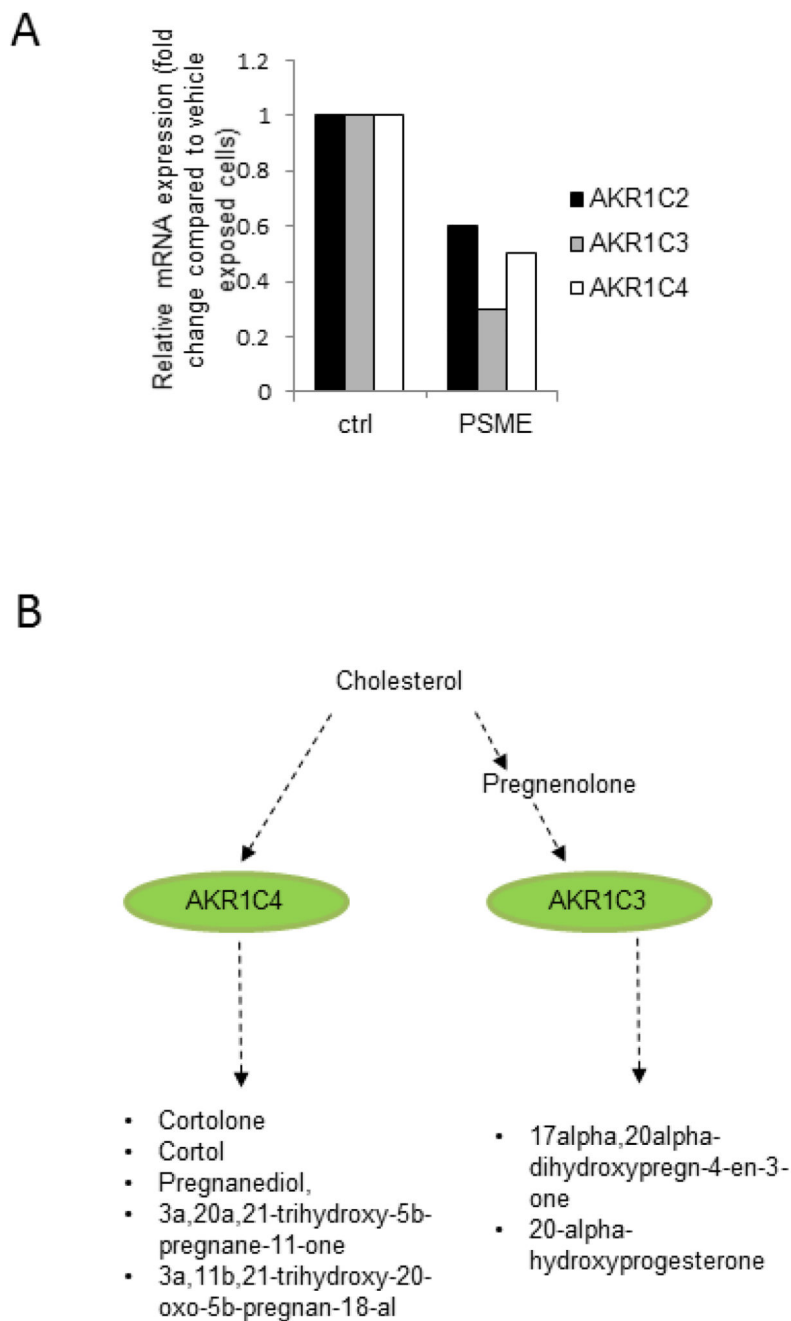 A
Relative mRNA expression (fold
change compared to vehicle
exposed cells)
1.2
1
0.8
0.6
0.4
0.2
0
ctrl
PSME
AKR1C2
AKR1C3
AKR1C4
B
Cholesterol
Pregnenolone
AKR1C4
AKR1C3
• Cortolone
• Cortol
• Pregnanediol,
• 3a,20a,21-trihydroxy-5b-
pregnane-11-one
• 3a,11b,21-trihydroxy-20-
oxo-5b-pregnan-18-al
• 17alpha,20alpha-
dihydroxypregn-4-en-3-
one
• 20-alpha-
hydroxyprogesterone